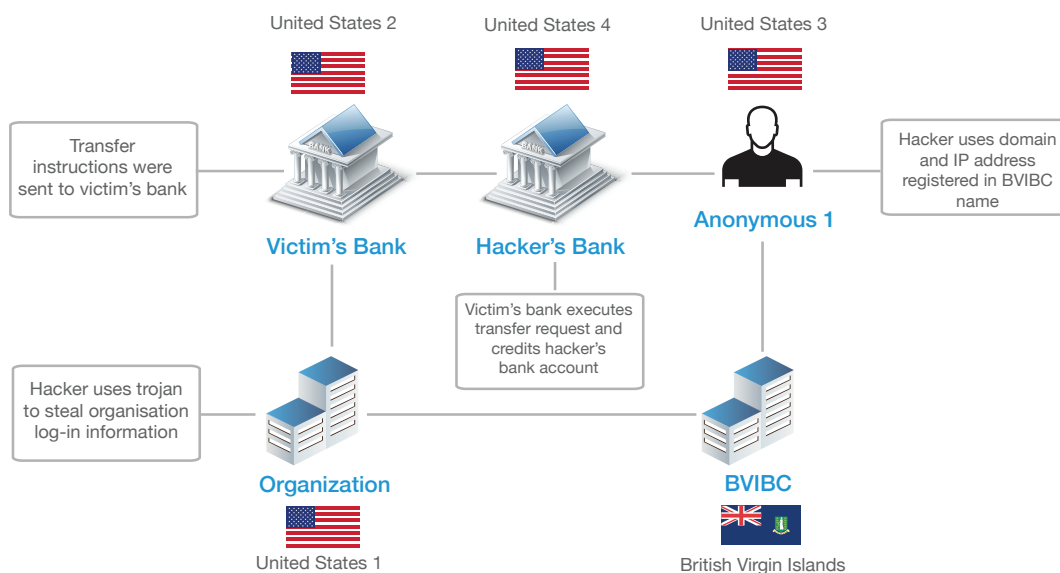 United States 2
United States 4
United States 3
Transfer
instructions were
sent to victim's bank
BANK
BANK
Hacker uses domain
and IP address
registered in BVIBC
name
Victim's Bank
Hacker's Bank
Anonymous 1
Victim's bank executes
transfer request and
credits hacker's
bank account
Hacker uses trojan
to steal organisation
log-in information
Organization
BVIBC
United States 1
British Virgin Islands